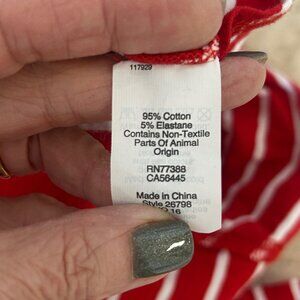 117929
95% Cotton
5% Elastane
Contains Non-Textile
Parts Of Animal
Origin
RN77388
CA56445
Made in China
Style 26798
16